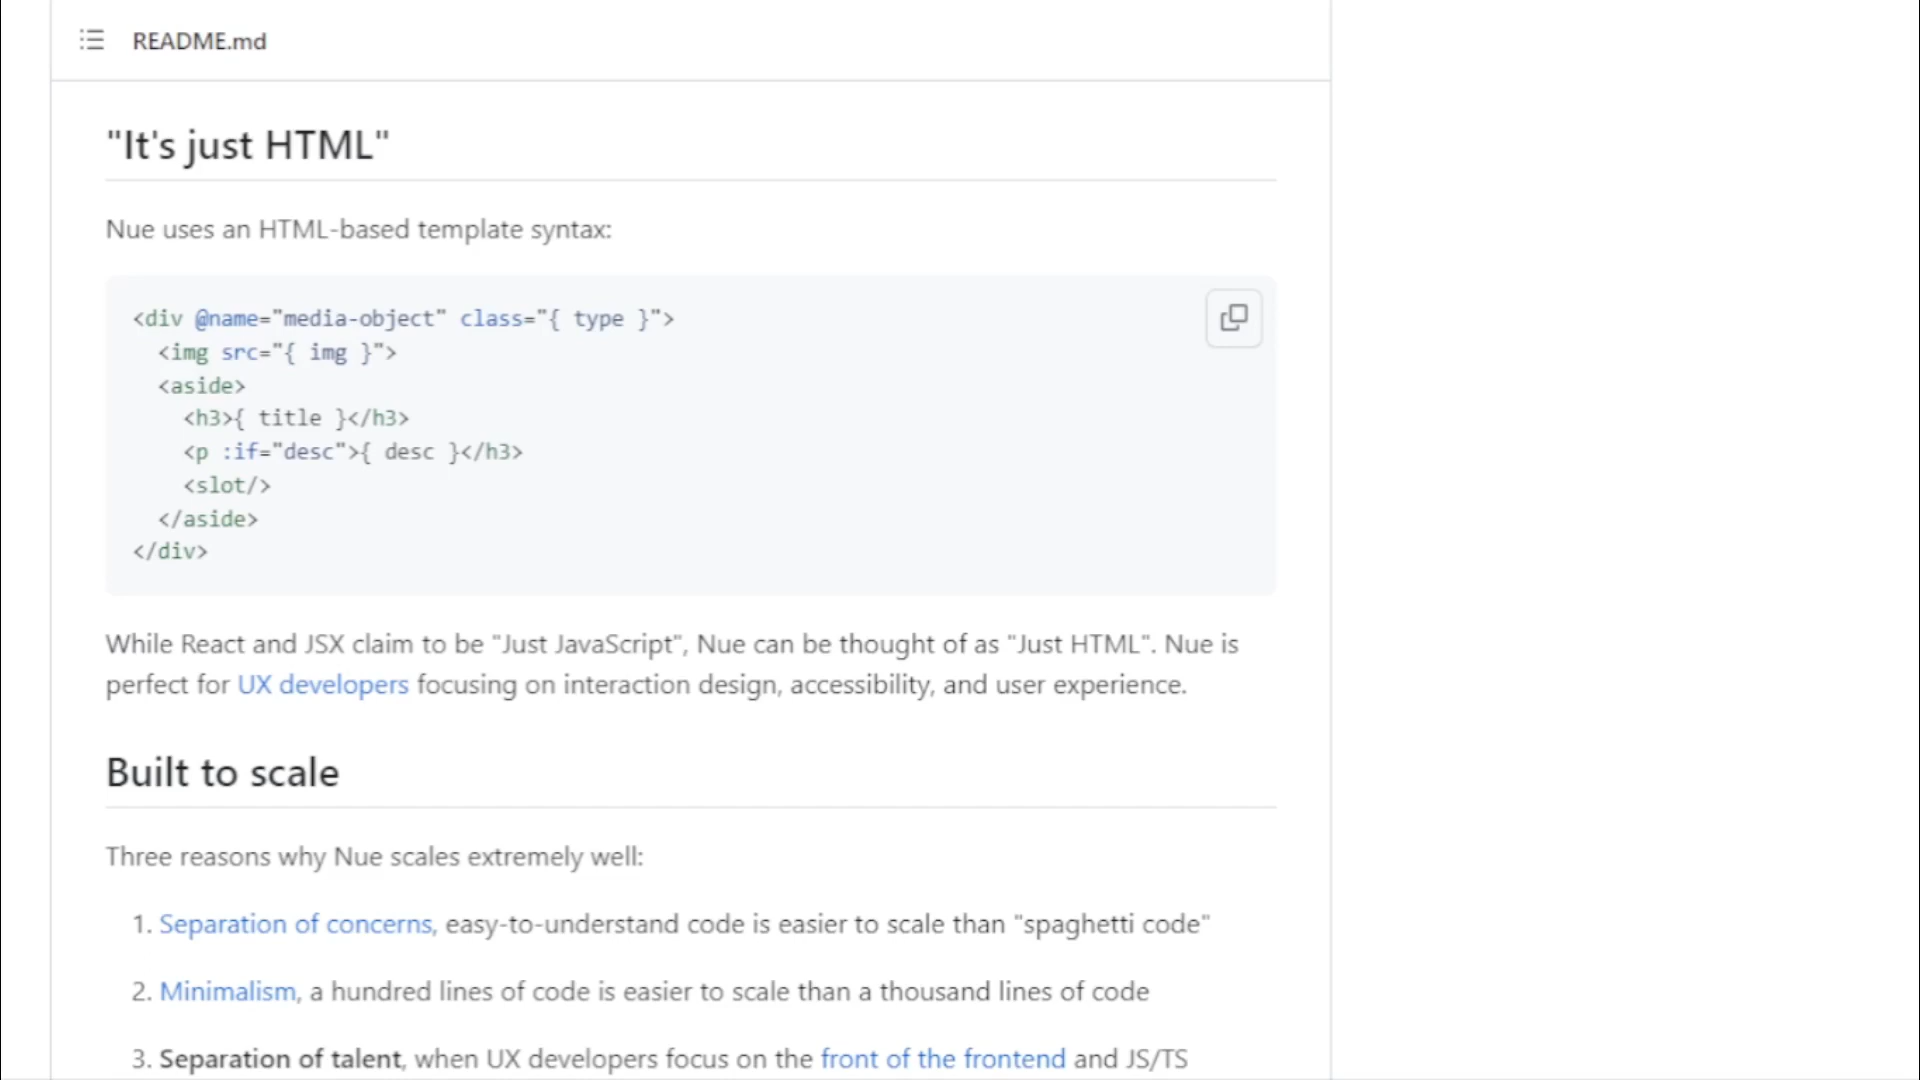 README.md
"It's just HTML"
Nue uses an HTML-based template syntax:
<div @name="media-object" class="{ type }">
  <img src="{ img }">
  <aside>
    <h3>{ title }</h3>
    <p :if="desc">{ desc }</h3>
    <slot/>
  </aside>
</div>
While React and JSX claim to be "Just JavaScript", Nue can be thought of as "Just HTML". Nue is
perfect for UX developers focusing on interaction design, accessibility, and user experience.
Built to scale
Three reasons why Nue scales extremely well:
1. Separation of concerns, easy-to-understand code is easier to scale than "spaghetti code"
2. Minimalism, a hundred lines of code is easier to scale than a thousand lines of code
3. Separation of talent, when UX developers focus on the front of the frontend and JS/TS